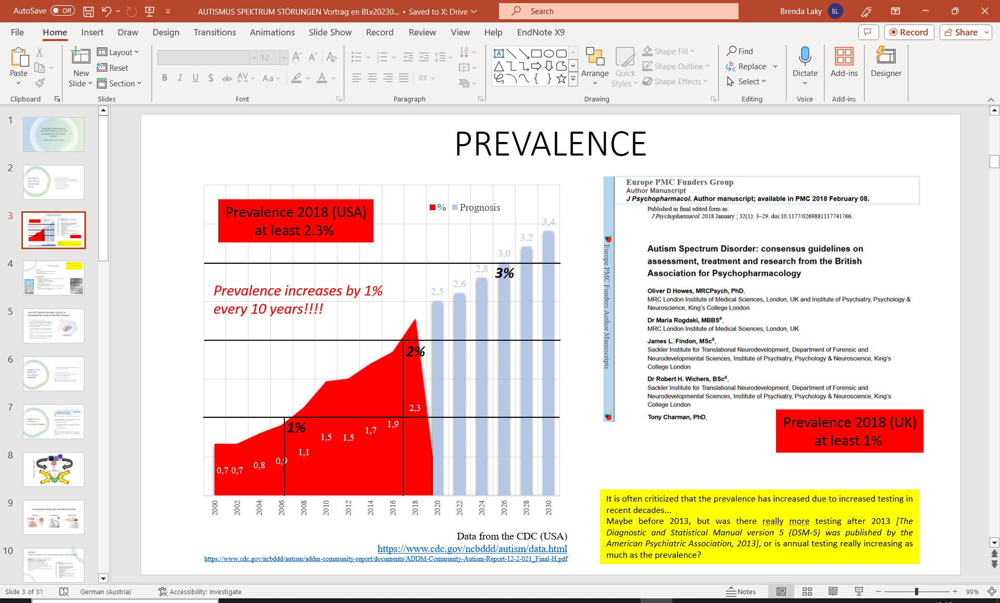 AutoSave Off
AUTISMUS SPEKTRUM STÖRUNGEN Vortrag en BLv20230... • Saved to X: Drive
Search
Brenda Laky BL
File Home Insert Draw Design Transitions Animations Slide Show Record Review View Help EndNote X9
Record Share
Paste
New Slide
Layout
Reset
Section
12
B I U S ab AV Aa A
Arrange
Quick Styles
Shape Fill
Shape Outline
Shape Effects
Find
Replace
Select
Dictate
Add-ins
Designer
Clipboard Slides Font Paragraph Drawing Editing Voice Add-ins
1
2
3
4
5
6
7
8
9
10
PREVALENCE
Prevalence 2018 (USA)
at least 2.3%
% Prognosis
Prevalence increases by 1%
every 10 years!!!!
3,4
3,2
3,0
2,8
2,6
2,5
3%
2%
1%
0,7 0,7 0,8 0,9 1,1 1,5 1,5 1,7 1,9 2,3
2000 2002 2004 2006 2008 2010 2012 2014 2016 2018 2020 2022 2024 2026 2028 2030
Data from the CDC (USA)
https://www.cdc.gov/ncbddd/autism/data.html
https://www.cdc.gov/ncbddd/autism/addm-community-report/documents/ADDM-Community-Autism-Report-12-2-021_Final-H.pdf
Europe PMC Funders Author Manuscripts
Europe PMC Funders Group
Author Manuscript
J Psychopharmacol. Author manuscript; available in PMC 2018 February 08.
Published in final edited form as:
J Psychopharmacol. 2018 January ; 32(1): 3–29. doi:10.1177/0269881117741766.
Autism Spectrum Disorder: consensus guidelines on
assessment, treatment and research from the British
Association for Psychopharmacology
Oliver D Howes, MRCPsych, PhD,
MRC London Institute of Medical Sciences, London, UK and Institute of Psychiatry, Psychology &
Neuroscience, King's College London
Dr Maria Rogdaki, MBBS#,
MRC London Institute of Medical Sciences, London, UK
James L. Findon, MSc#,
Sackler Institute for Translational Neurodevelopment, Department of Forensic and
Neurodevelopmental Sciences, Institute of Psychiatry, Psychology & Neuroscience, King's
College London
Dr Robert H. Wichers, BSc#,
Sackler Institute for Translational Neurodevelopment, Department of Forensic and
Neurodevelopmental Sciences, Institute of Psychiatry, Psychology & Neuroscience, King's
College London
Tony Charman, PhD,
Prevalence 2018 (UK)
at least 1%
It is often criticized that the prevalence has increased due to increased testing in
recent decades...
Maybe before 2013, but was there really more testing after 2013 [The
Diagnostic and Statistical Manual version 5 (DSM-5) was published by the
American Psychiatric Association, 2013], or is annual testing really increasing as
much as the prevalence?
Slide 3 of 31
German (Austria)
Accessibility: Investigate
Notes
99%